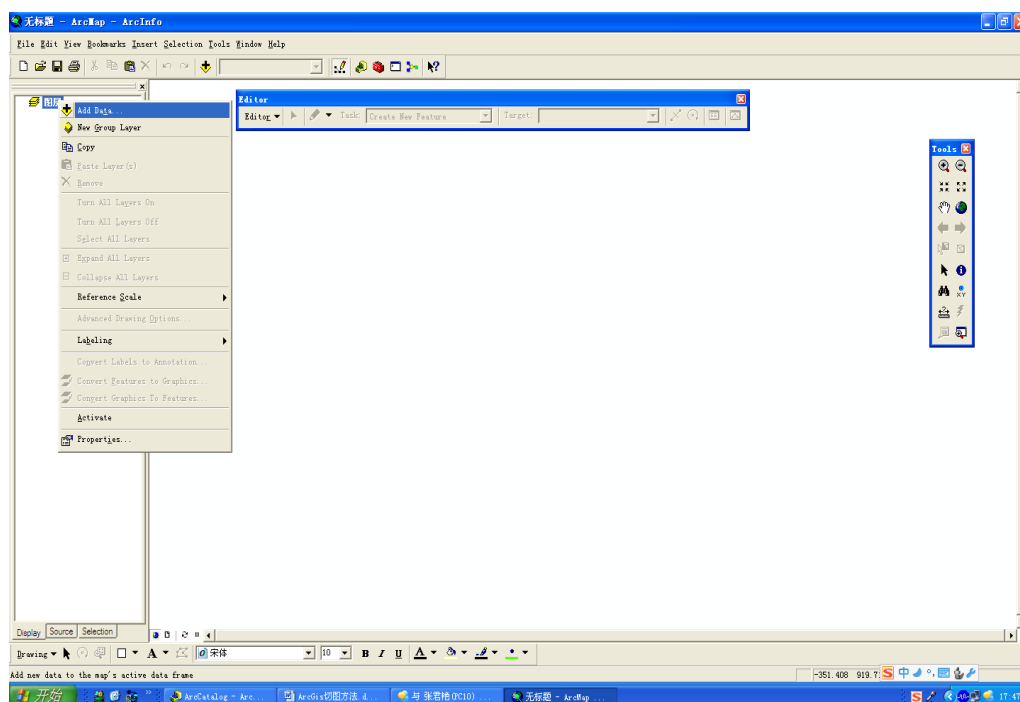 无标题 - ArcMap - ArcInfo
File Edit View Bookmarks Insert Selection Tools Window Help
图层
Add Data...
New Group Layer
Copy
Paste Layer(s)
Remove
Turn All Layers On
Turn All Layers Off
Select All Layers
Expand All Layers
Collapse All Layers
Reference Scale
Advanced Drawing Options...
Labeling
Convert Labels to Annotation...
Convert Features to Graphics...
Convert Graphics To Features...
Activate
Properties...
Editor
Editor Task: Create New Feature Target:
Tools
XY
Display Source Selection
Drawing A 宋体 10 B I U A
Add new data to the map's active data frame
-351.408 919.7
中
开始 ArcCatalog - Arc... ArcGis切图方法.d... 无标题 - ArcMap ... 17:47